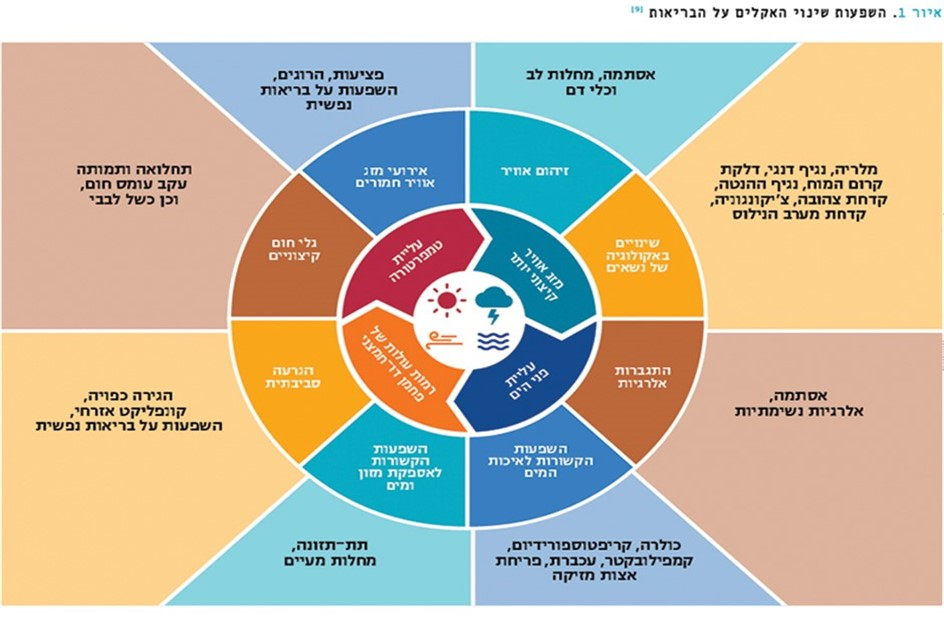 איור 1. השפעות שינוי האקלים על הבריאות [9]
אסתמה, מחלות לב
וכלי דם
מלריה, נגיף דנגי, דלקת
קרום המוח, נגיף ההנטה,
קדחת צהובה, צ'יקונגוניה,
קדחת מערב הנילוס
אסתמה,
אלרגיות נשימתיות
כולרה, קריפטוספורידיום,
קמפילובקטר, עכברת, פריחת
אצות מזיקה
תת-תזונה,
מחלות מעיים
הגירה כפויה,
קונפליקט אזרחי,
השפעות על בריאות נפשית
תחלואה ותמותה
עקב עומס חום,
וכן כשל לבבי
פציעות, הרוגים,
השפעות על בריאות
נפשית
זיהום אוויר
שינויים
באקולוגיה
של נשאים
התגברות
אלרגיות
השפעות
הקשורות לאיכות
המים
השפעות
הקשורות
לאספקת מזון
ומים
הגרעה
סביבתית
גלי חום
קיצוניים
אירועי מזג
אוויר חמורים
מזג אוויר
קיצוני יותר
עליית
פני הים
רמות עולות של
פחמן דו-חמצני
עליית
טמפרטורה